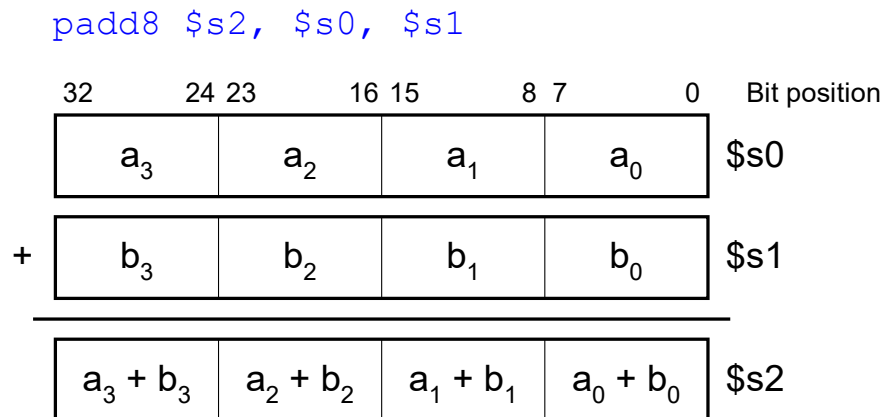 padd8 $s2, $s0, $s1
32 24 23 16 15 8 7 0 Bit position
a₃ a₂ a₁ a₀ $s0
+ b₃ b₂ b₁ b₀ $s1
a₃ + b₃ a₂ + b₂ a₁ + b₁ a₀ + b₀ $s2